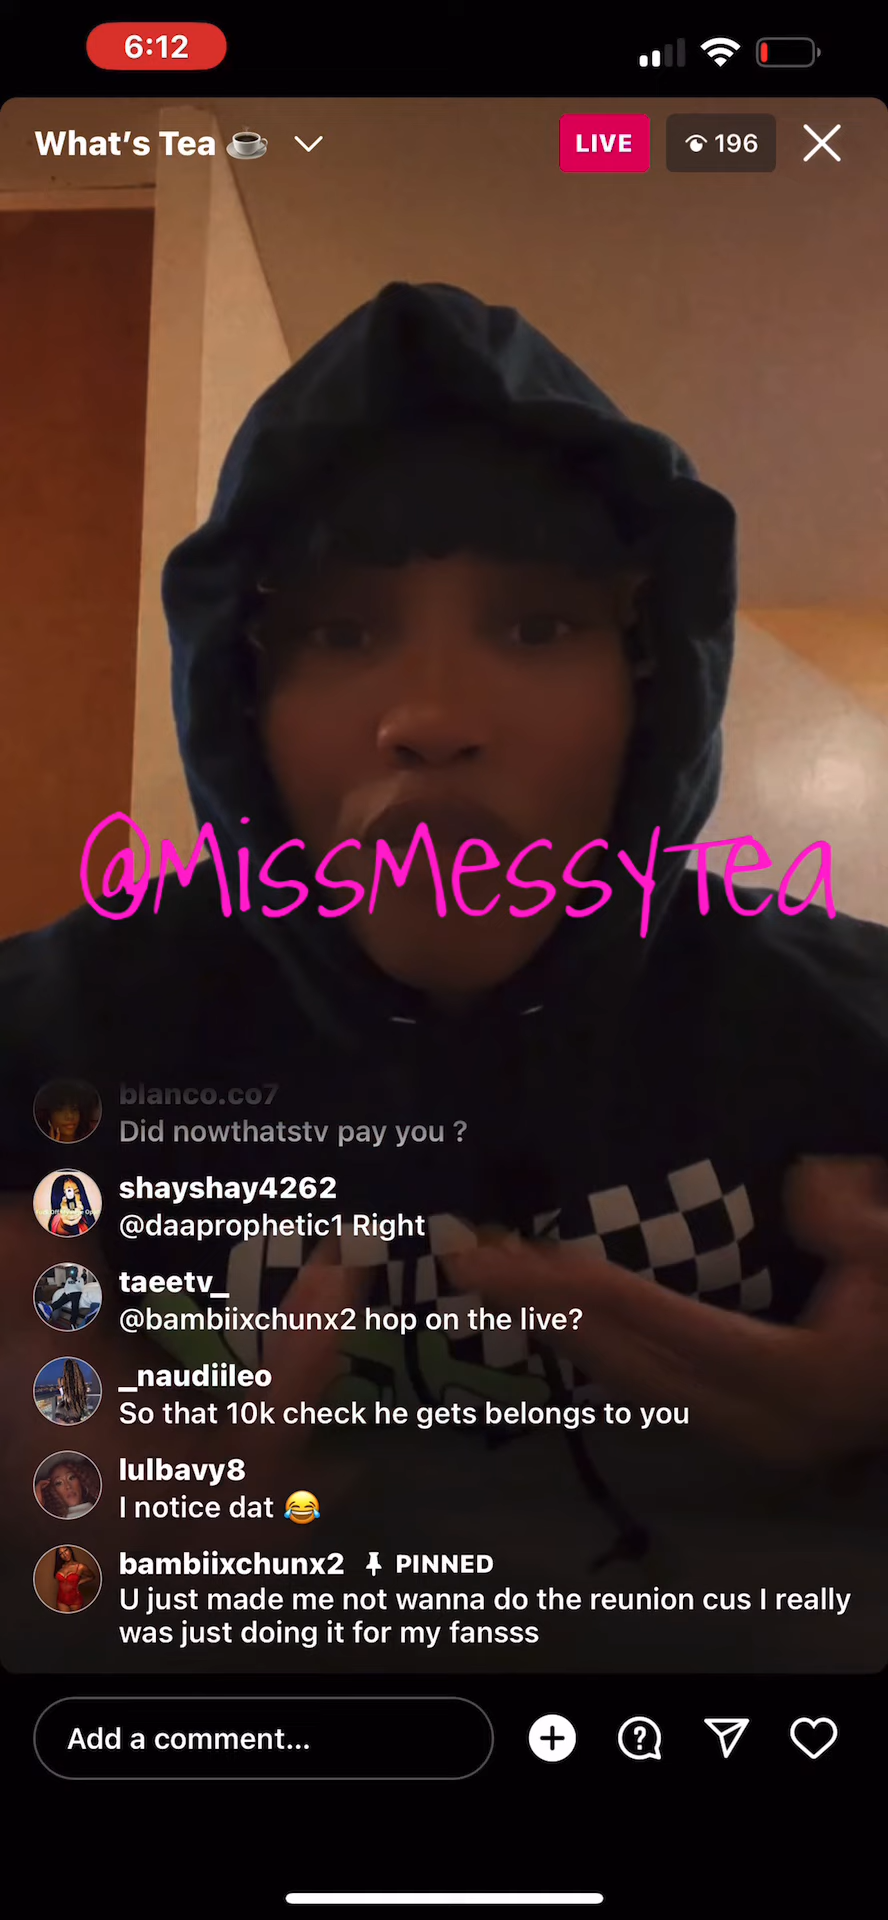 6:12
What's Tea ☕
LIVE
196
@MissMessyTea
blanco.co7
Did nowthatstv pay you ?
shayshay4262
@daaprophetic1 Right
taeetv_
@bambiixchunx2 hop on the live?
_naudiileo
So that 10k check he gets belongs to you
lulbavy8
I notice dat 😂
bambiixchunx2 PINNED
U just made me not wanna do the reunion cus I really
was just doing it for my fansss
Add a comment...